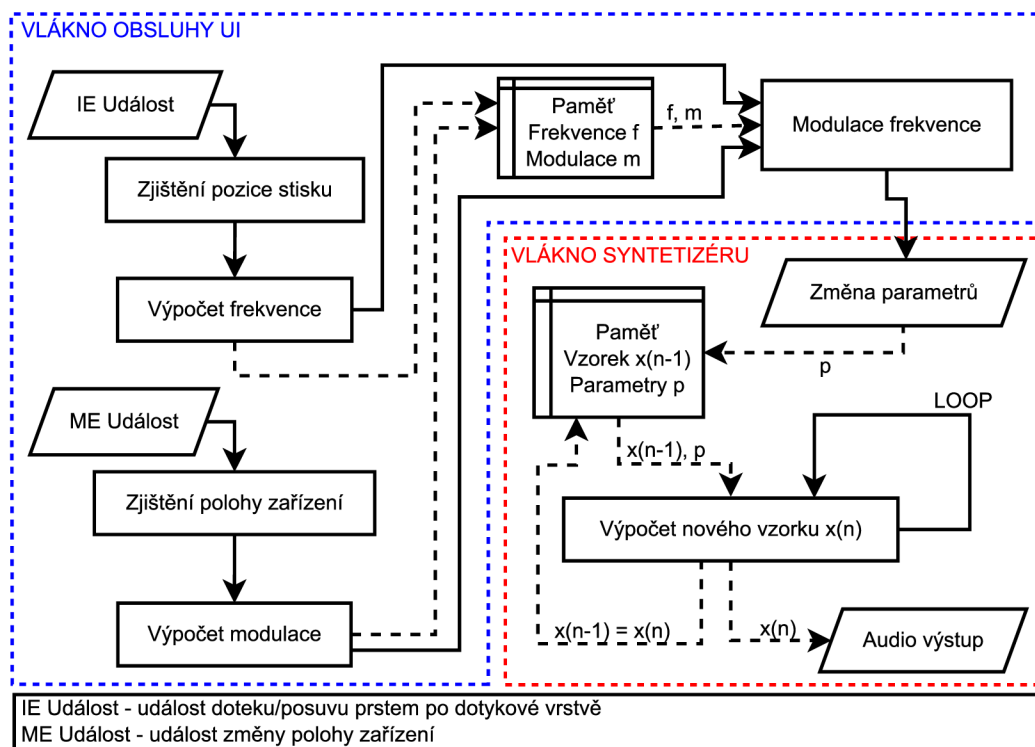 VLÁKNO OBSLUHY UI
IE Událost
Zjištění pozice stisku
Výpočet frekvence
Paměť
Frekvence f
Modulace m
f, m
Modulace frekvence
ME Událost
Zjištění polohy zařízení
Výpočet modulace
VLÁKNO SYNTETIZÉRU
Změna parametrů
p
Paměť
Vzorek x(n-1)
Parametry p
x(n-1), p
LOOP
Výpočet nového vzorku x(n)
x(n-1) = x(n)
x(n)
Audio výstup
IE Událost - událost doteku/posuvu prstem po dotykové vrstvě
ME Událost - událost změny polohy zařízení